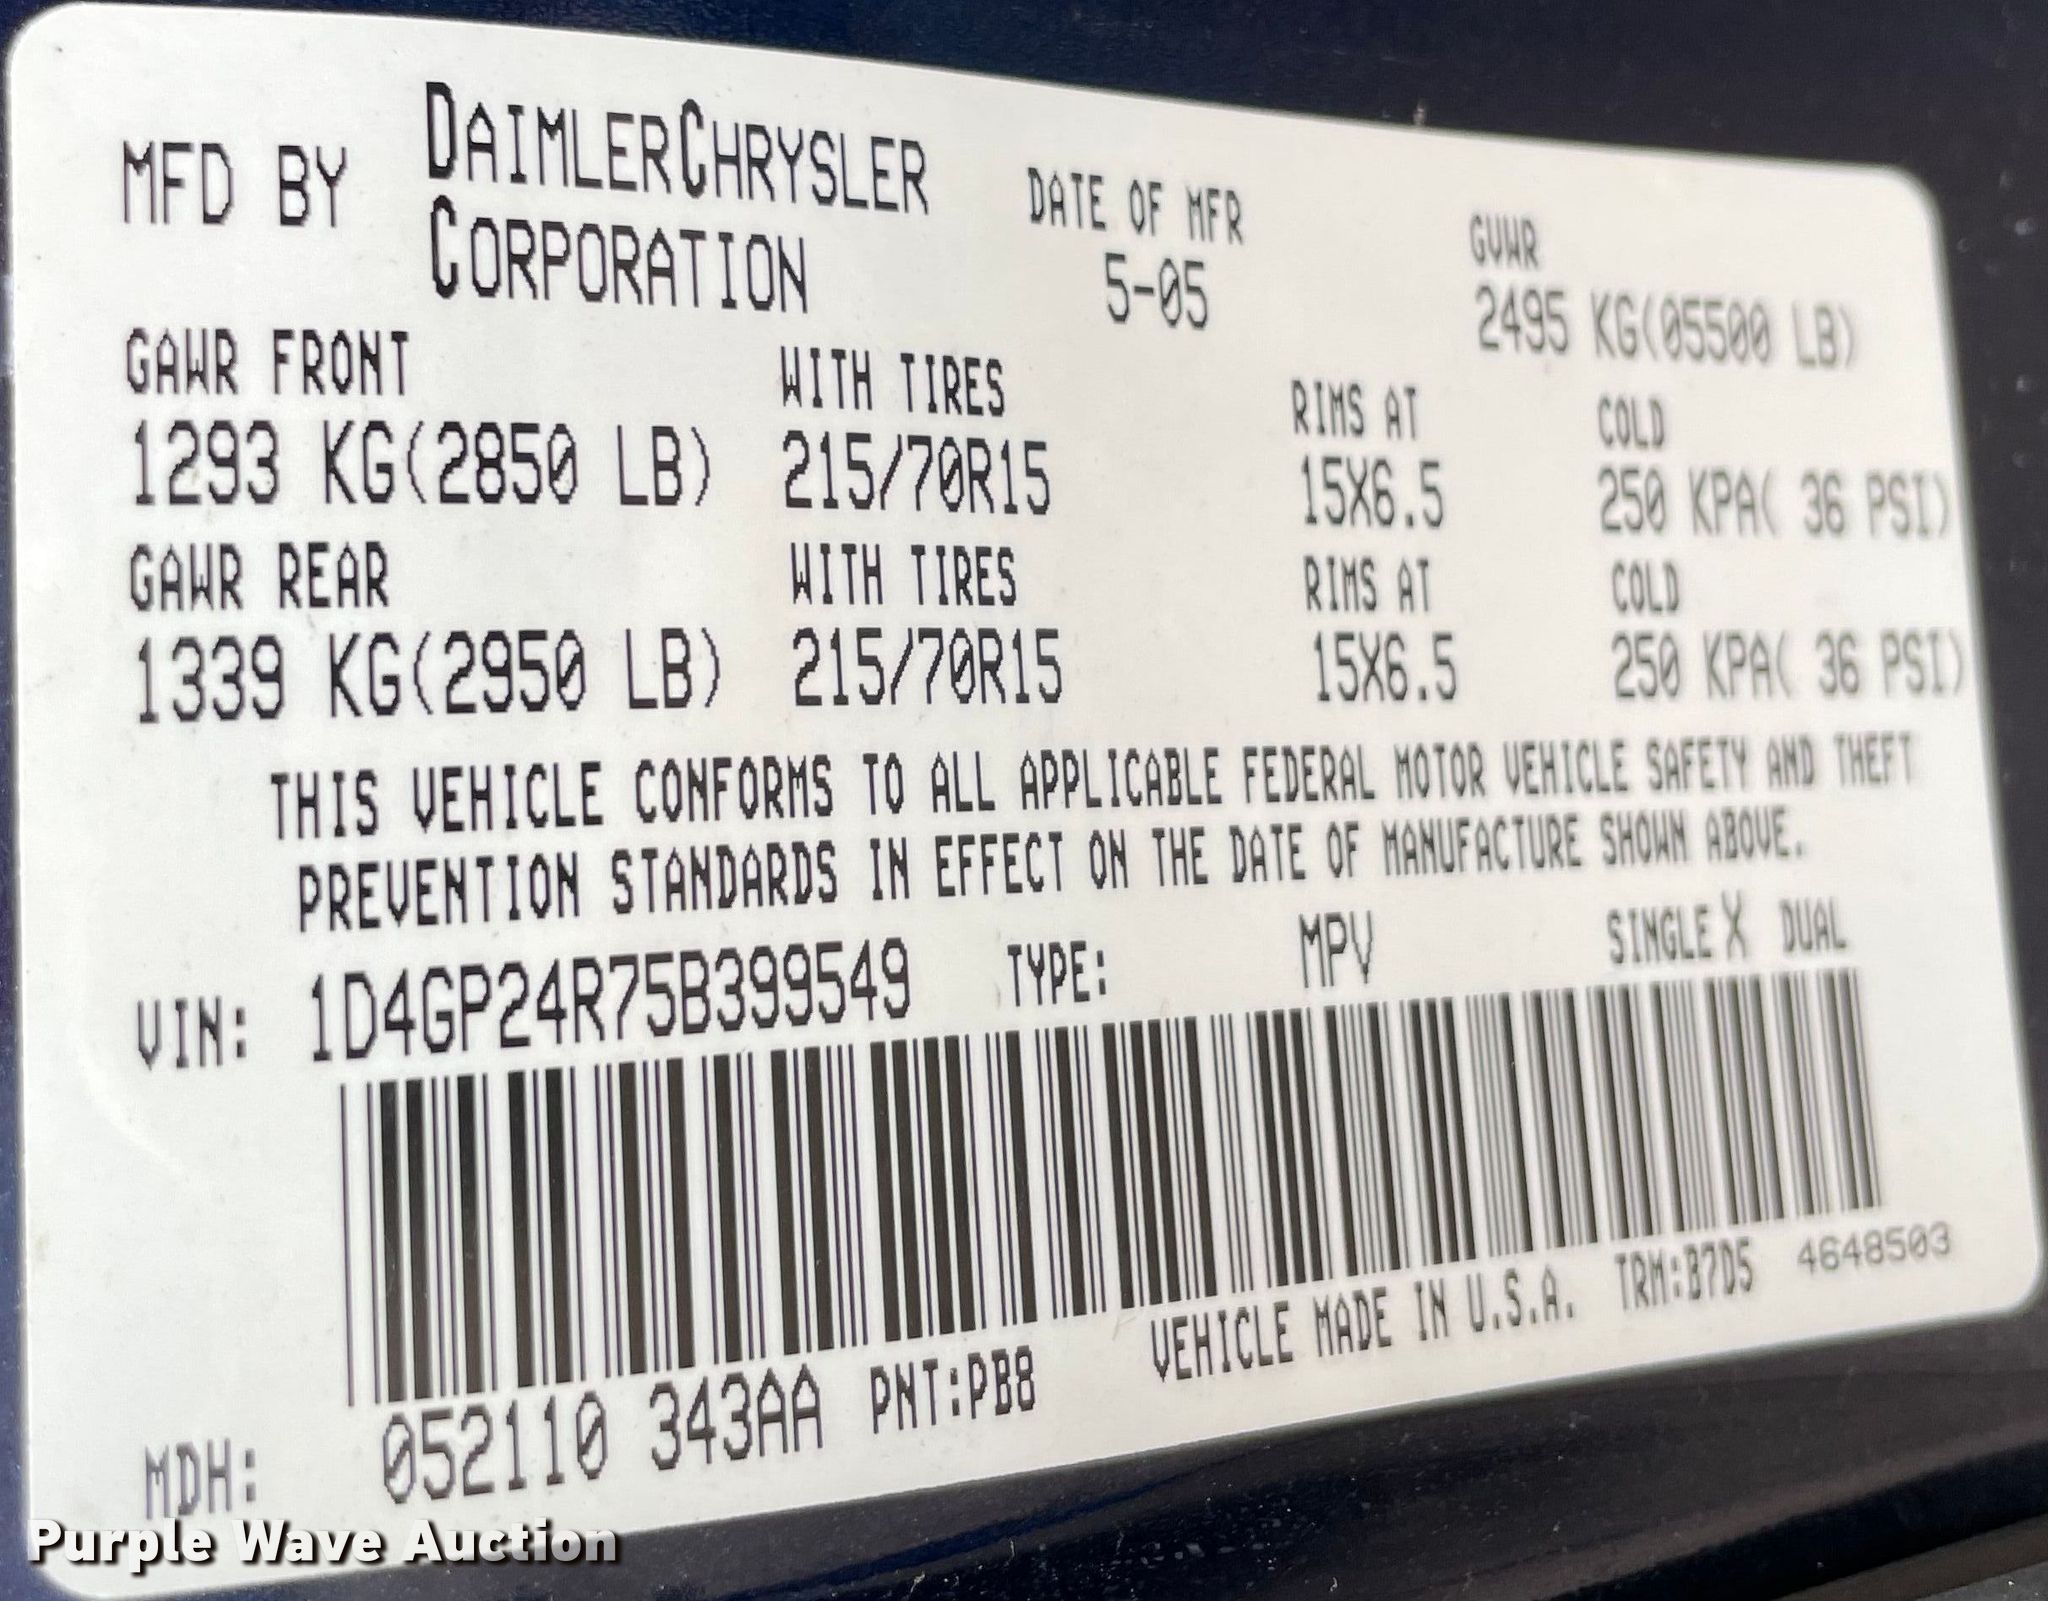 MFD BY DAIMLERCHRYSLER CORPORATION DATE OF MFR 5-05 GVWR
2495 KG(05500 LB)
GAWR FRONT WITH TIRES RIMS AT COLD
1293 KG(2850 LB) 215/70R15 15X6.5 250 KPA( 36 PSI)
GAWR REAR WITH TIRES RIMS AT COLD
1339 KG(2950 LB) 215/70R15 15X6.5 250 KPA( 36 PSI)
THIS VEHICLE CONFORMS TO ALL APPLICABLE FEDERAL MOTOR VEHICLE SAFETY AND THEFT
PREVENTION STANDARDS IN EFFECT ON THE DATE OF MANUFACTURE SHOWN ABOVE.
VIN: 1D4GP24R75B399549 TYPE: MPV SINGLE X DUAL
MDH: 052110 343AA PNT:PB8 VEHICLE MADE IN U.S.A. TRM:B7D5 4648503
Purple Wave Auction